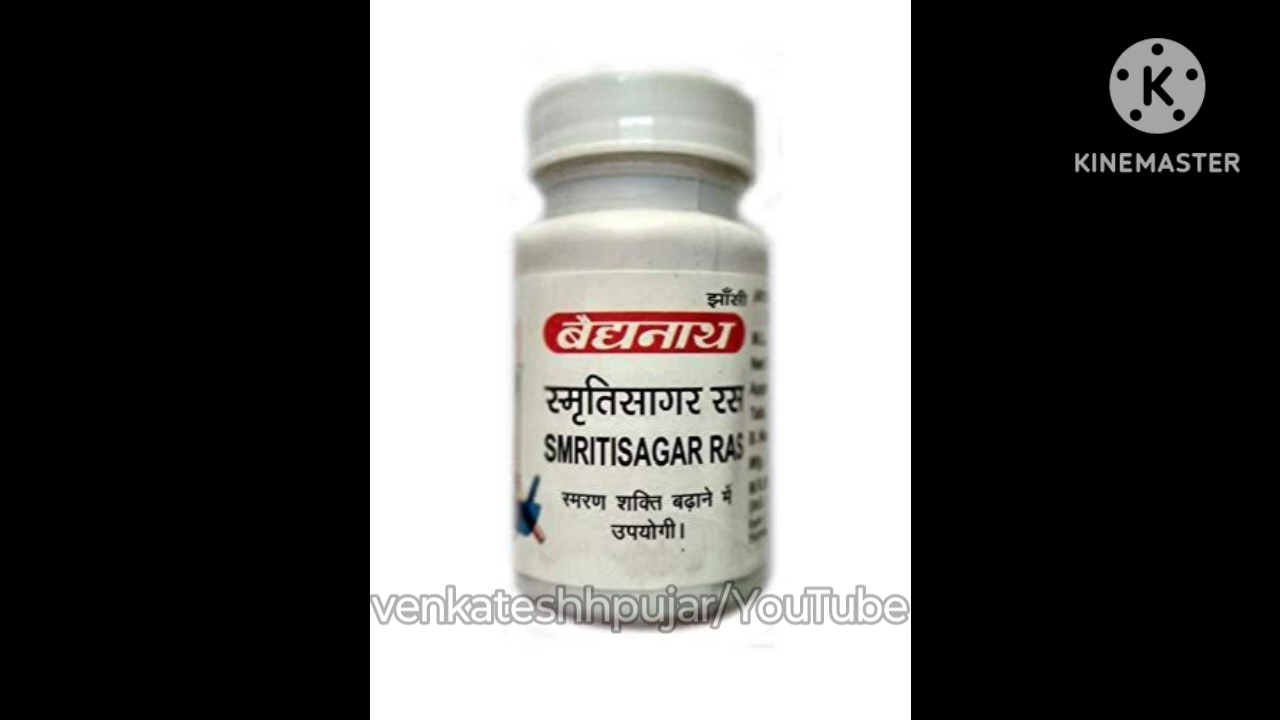 K
KINEMASTER
झाँसी
बैद्यनाथ
स्मृतिसागर रस
SMRITISAGAR RAS
स्मरण शक्ति बढ़ाने में
उपयोगी।
venkateshhpujar/YouTube